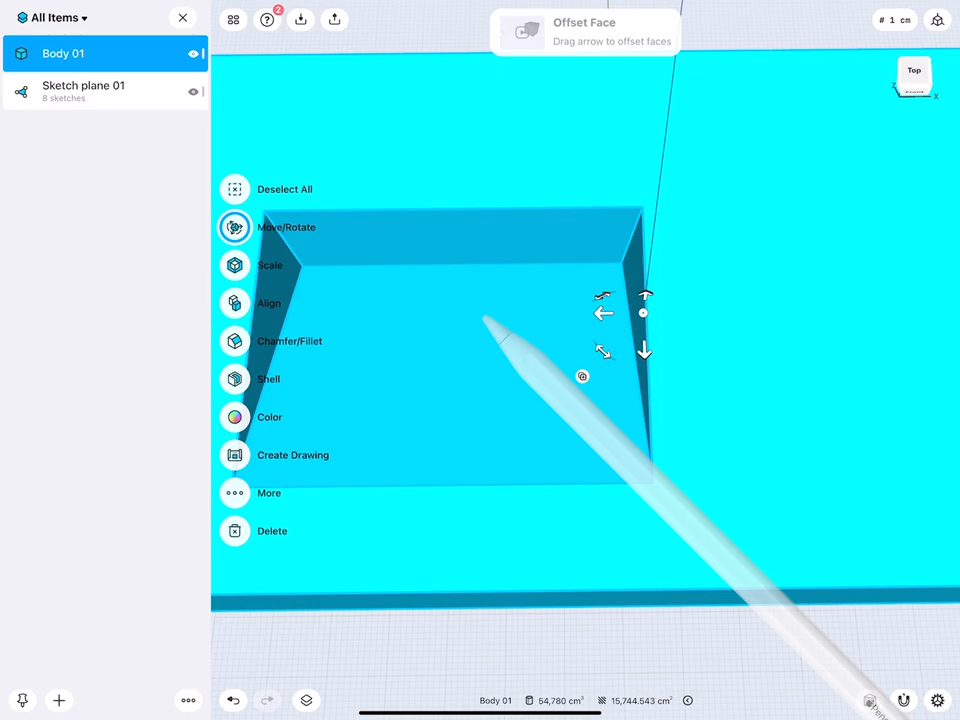 All Items
2
Offset Face
Drag arrow to offset faces
# 1 cm
Body 01
Sketch plane 01
8 sketches
Top
X
Deselect All
Move/Rotate
Scale
Align
Chamfer/Fillet
Shell
Color
Create Drawing
More
Delete
Body 01 54,780 cm³ 15,744.543 cm²